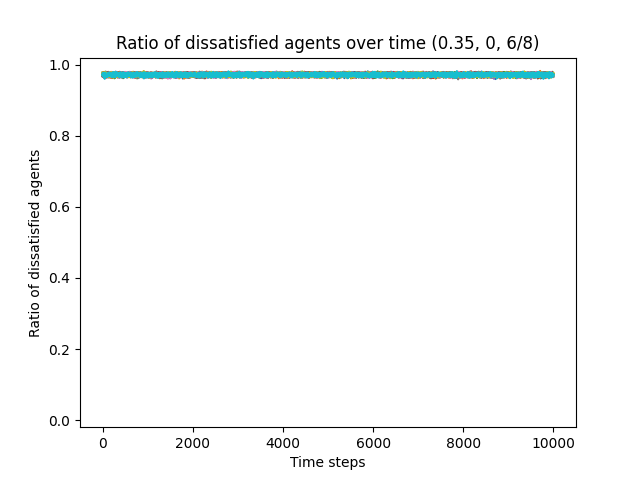 Ratio of dissatisfied agents over time (0.35, 0, 6/8)
1.0
0.8
0.6
0.4
0.2
0.0
Ratio of dissatisfied agents
0 2000 4000 6000 8000 10000
Time steps